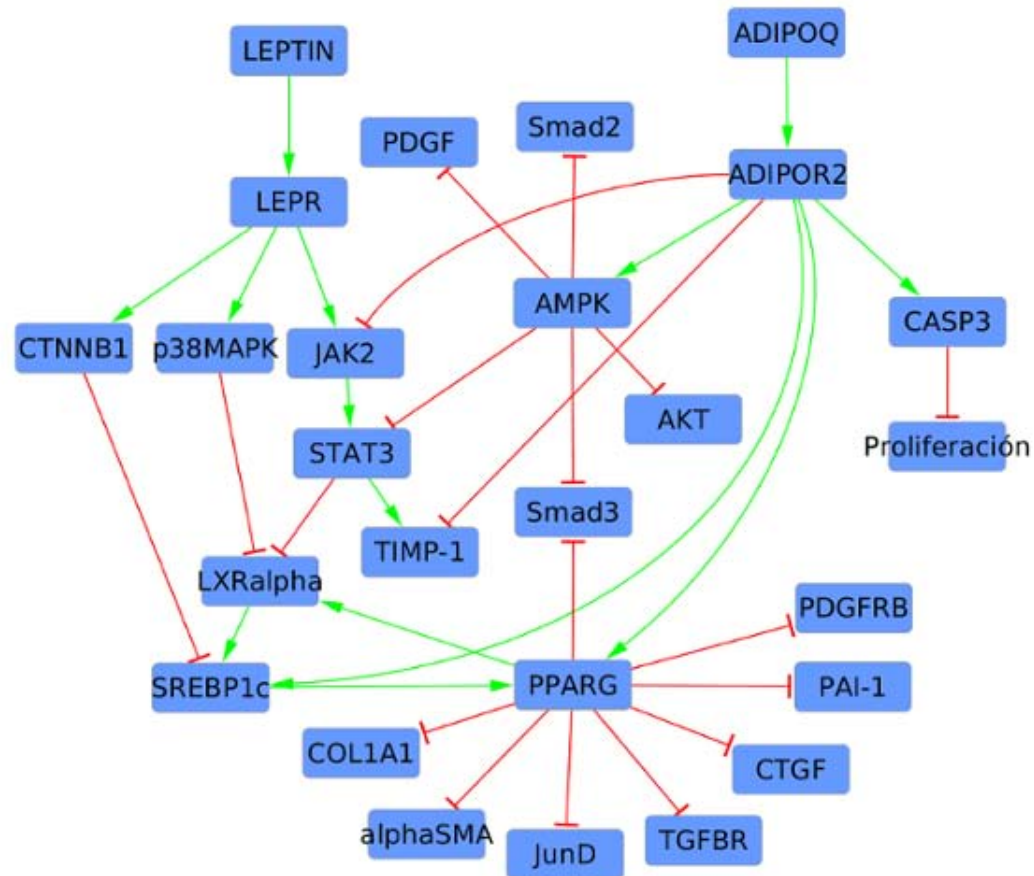 LEPTIN
ADIPOQ
PDGF
Smad2
ADIPOR2
LEPR
AMPK
CASP3
CTNNB1
p38MAPK
JAK2
AKT
STAT3
Proliferación
Smad3
TIMP-1
LXRalpha
PDGFRB
SREBP1c
PPARG
PAI-1
COL1A1
CTGF
alphaSMA
JunD
TGFBR